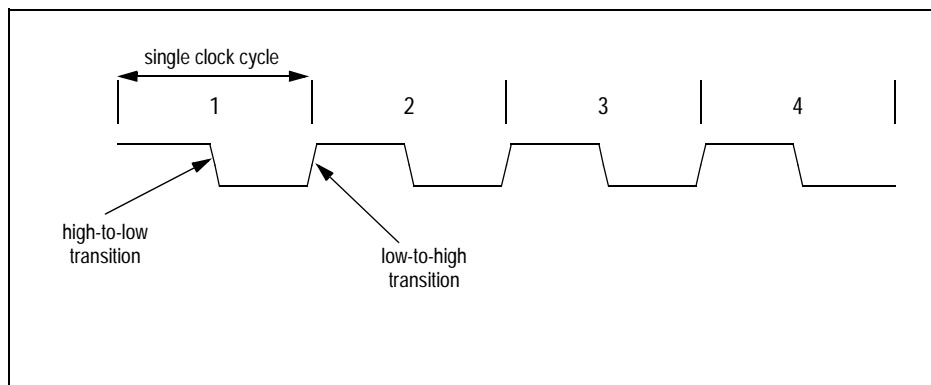 single clock cycle
1 2 3 4
high-to-low
transition
low-to-high
transition